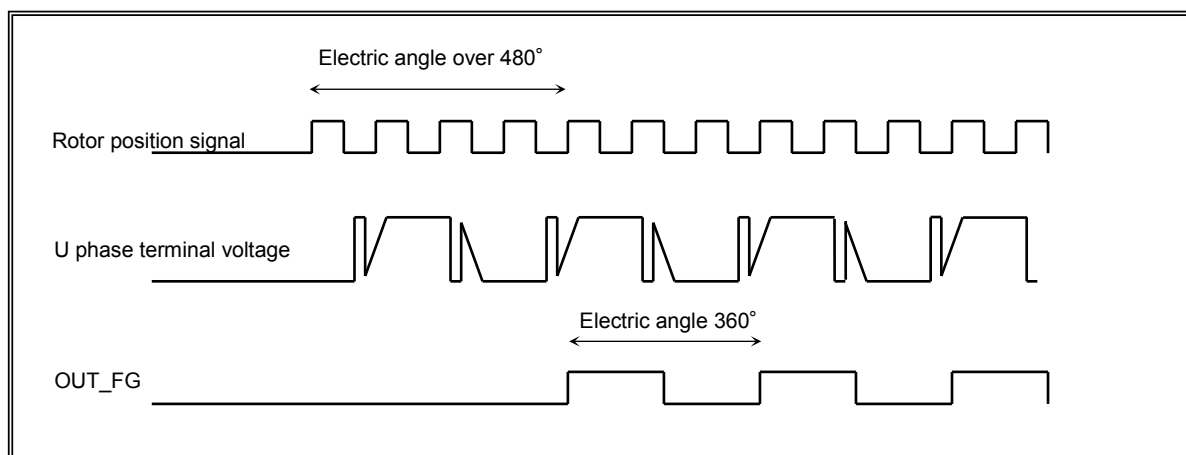 Electric angle over 480°
Rotor position signal
U phase terminal voltage
Electric angle 360°
OUT_FG